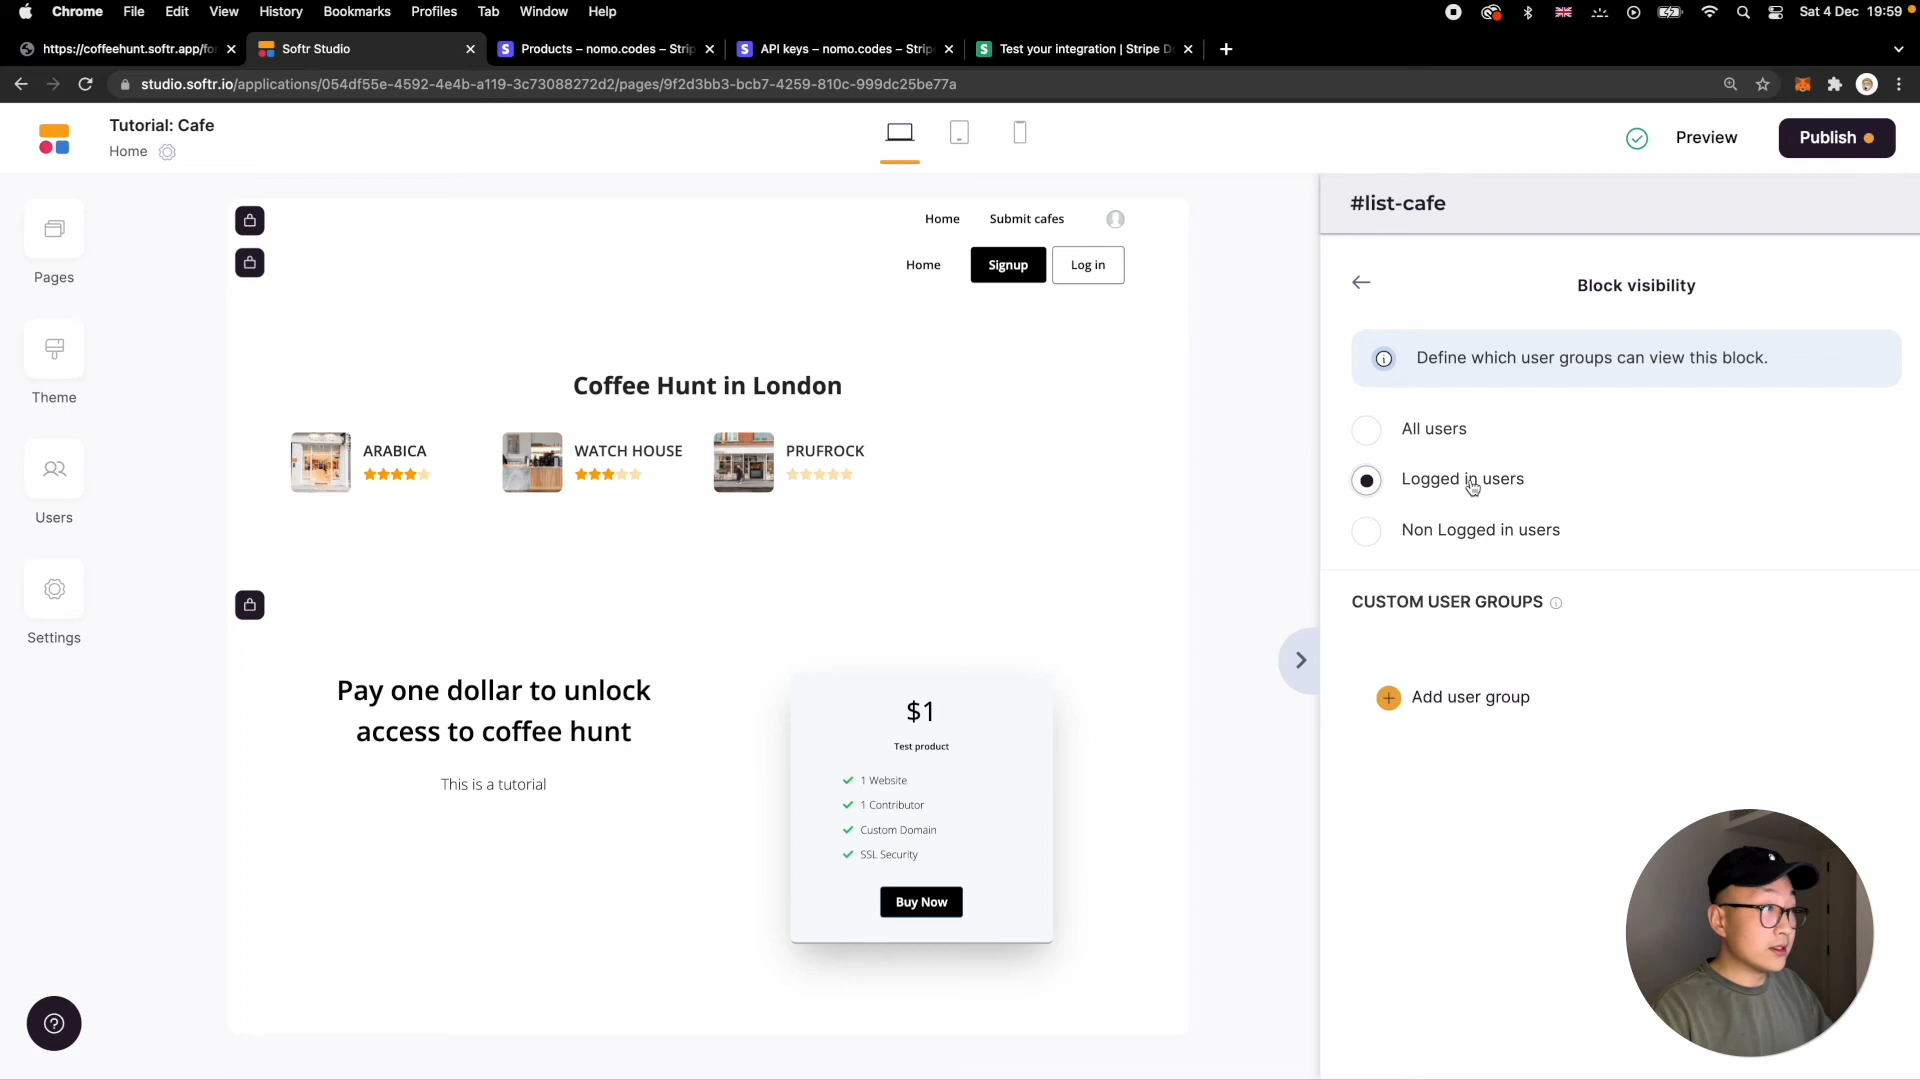 Chrome File Edit View History Bookmarks Profiles Tab Window Help Sat 4 Dec 19:59
https://coffeehunt.softr.app/for Softr Studio Products – nomo.codes – Strip API keys – nomo.codes – Stripe Test your integration | Stripe D
studio.softr.io/applications/054df55e-4592-4e4b-a119-3c73088272d2/pages/9f2d3bb3-bcb7-4259-810c-999dc25be77a
Tutorial: Cafe
Home
Preview
Publish
Pages
Theme
Users
Settings
Home Submit cafes
Home Signup Log in
Coffee Hunt in London
ARABICA
WATCH HOUSE
PRUFROCK
Pay one dollar to unlock
access to coffee hunt
This is a tutorial
$1
Test product
1 Website
1 Contributor
Custom Domain
SSL Security
Buy Now
#list-cafe
Block visibility
Define which user groups can view this block.
All users
Logged in users
Non Logged in users
CUSTOM USER GROUPS
Add user group